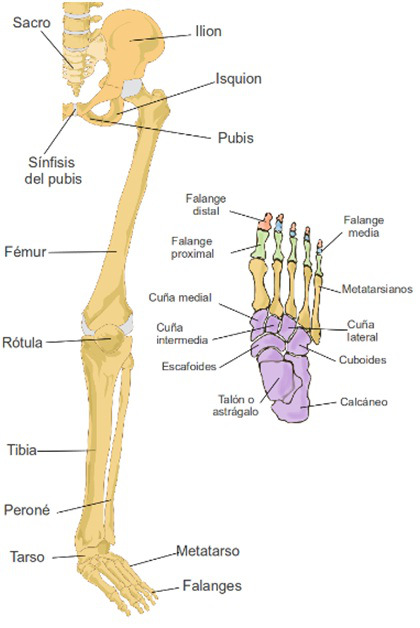 Sacro
Ilion
Isquion
Pubis
Sínfisis
del pubis
Fémur
Rótula
Tibia
Peroné
Tarso
Metatarso
Falanges
Falange
distal
Falange
media
Falange
proximal
Metatarsianos
Cuña medial
Cuña
intermedia
Cuña
lateral
Escafoides
Cuboides
Talón o
astrágalo
Calcáneo